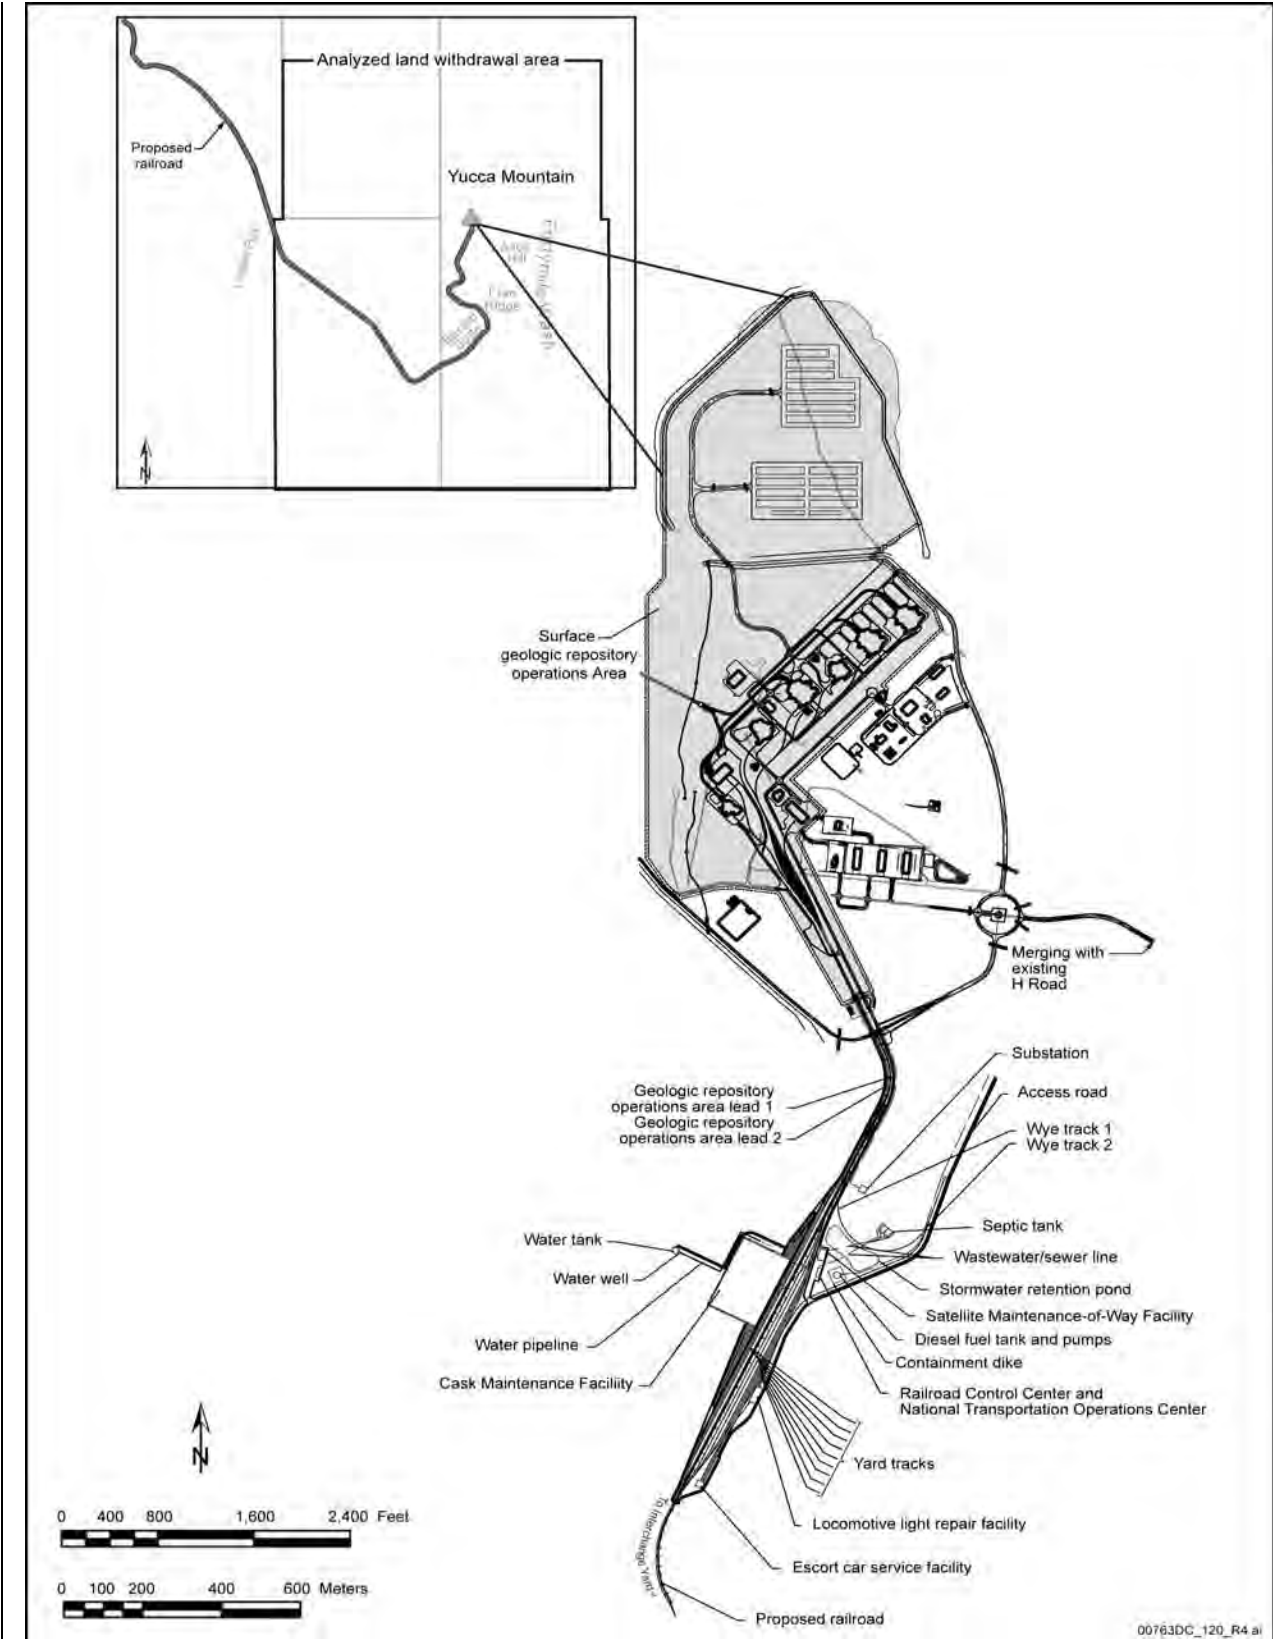 Analyzed land withdrawal area
Proposed
railroad
Yucca Mountain
N
Surface
geologic repository
operations Area
Merging with
existing
H Road
Substation
Geologic repository
operations area lead 1
Geologic repository
operations area lead 2
Access road
Wye track 1
Wye track 2
Septic tank
Water tank
Wastewater/sewer line
Water well
Stormwater retention pond
Satellite Maintenance-of-Way Facility
Diesel fuel tank and pumps
Water pipeline
Containment dike
Cask Maintenance Faciliity
Railroad Control Center and
National Transportation Operations Center
N
Yard tracks
0 400 800 1,600 2,400 Feet
Locomotive light repair facility
To Interchange Yard
Escort car service facility
0 100 200 400 600 Meters
Proposed railroad
00763DC_120_R4.ai